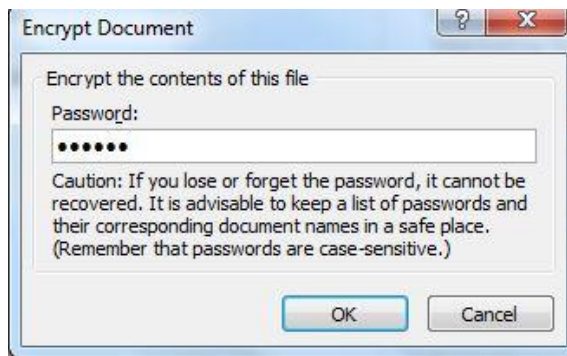 Encrypt Document
Encrypt the contents of this file
Password:
••••••
Caution: If you lose or forget the password, it cannot be
recovered. It is advisable to keep a list of passwords and
their corresponding document names in a safe place.
(Remember that passwords are case-sensitive.)
OK Cancel